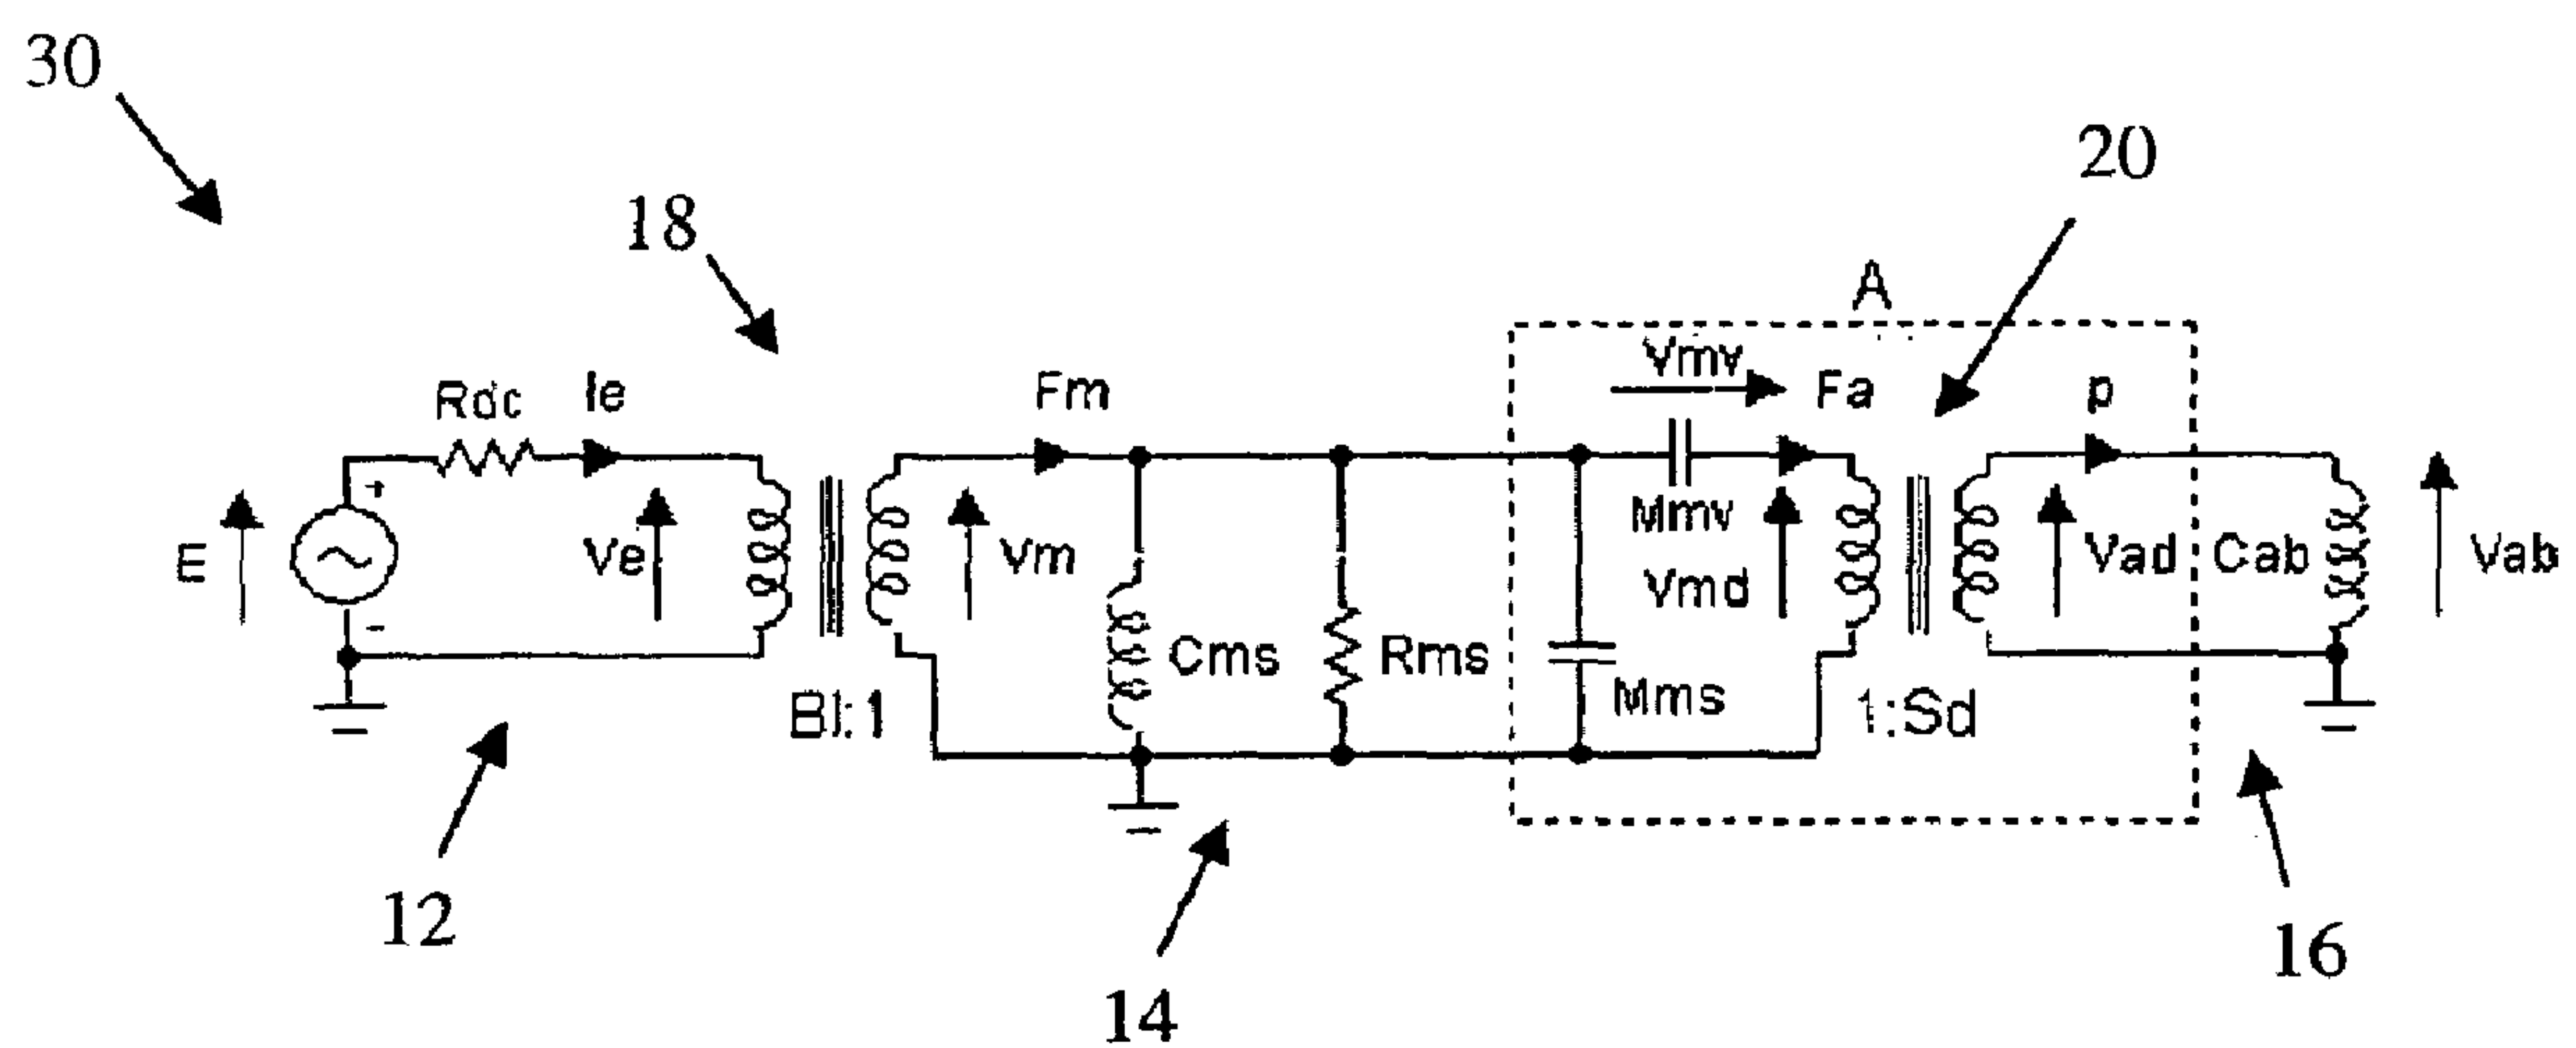 30
18
20
A
Vmv
Rdc
Ie
Fm
Fa
p
+
E
Ve
Vm
Mmv
Vmd
Vad
Cab
Vab
-
Cms
Rms
Mms
Bl:1
1:Sd
12
14
16